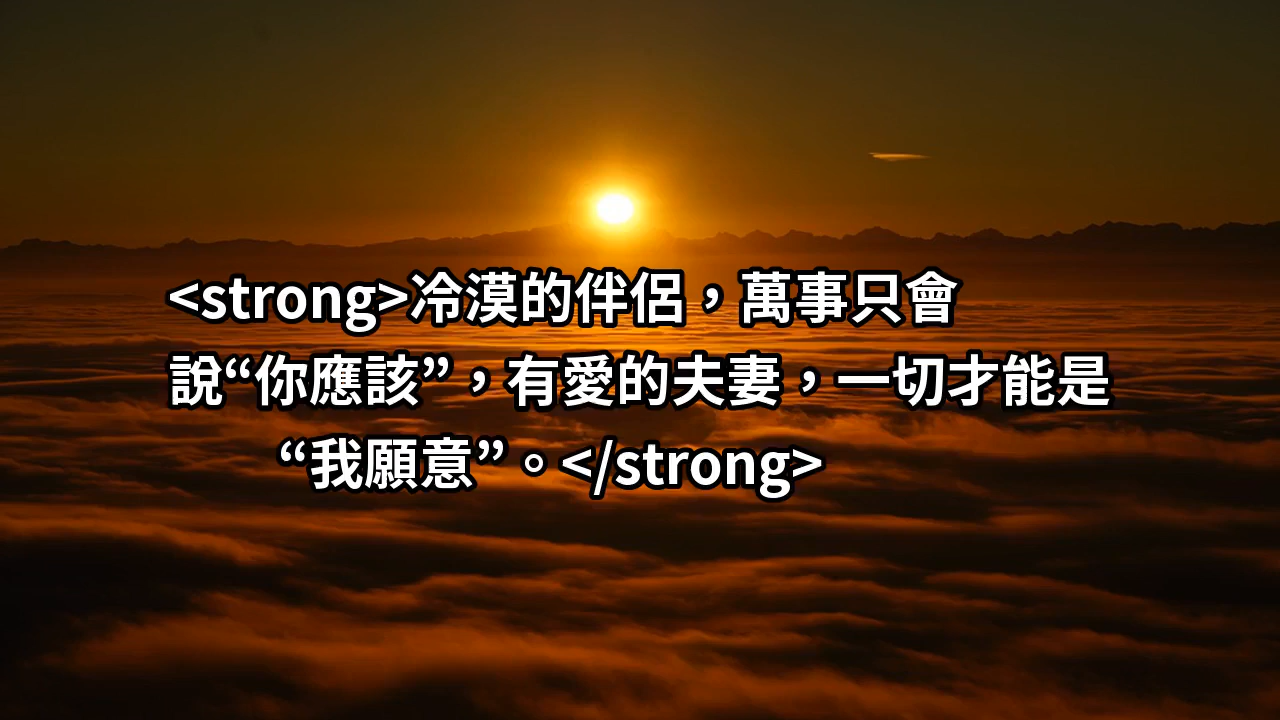 <strong>冷漠的伴侶，萬事只會
說“你應該”，有愛的夫妻，一切才能是
“我願意”。</strong>